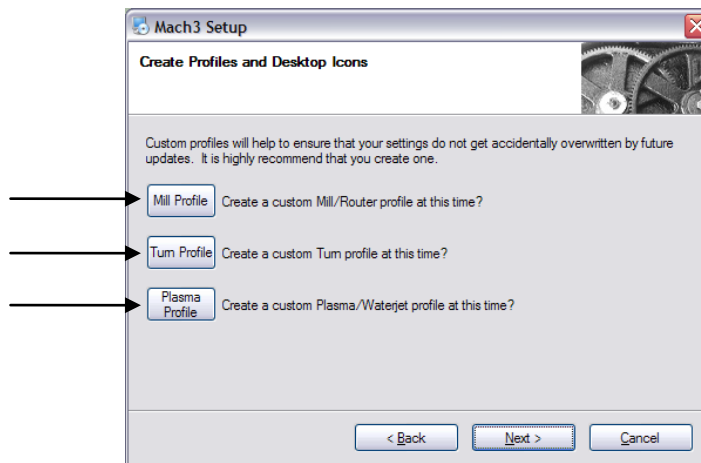 Mach3 Setup
Create Profiles and Desktop Icons
Custom profiles will help to ensure that your settings do not get accidentally overwritten by future
updates. It is highly recommend that you create one.
Mill Profile Create a custom Mill/Router profile at this time?
Turn Profile Create a custom Turn profile at this time?
Plasma
Profile Create a custom Plasma/Waterjet profile at this time?
< Back Next > Cancel